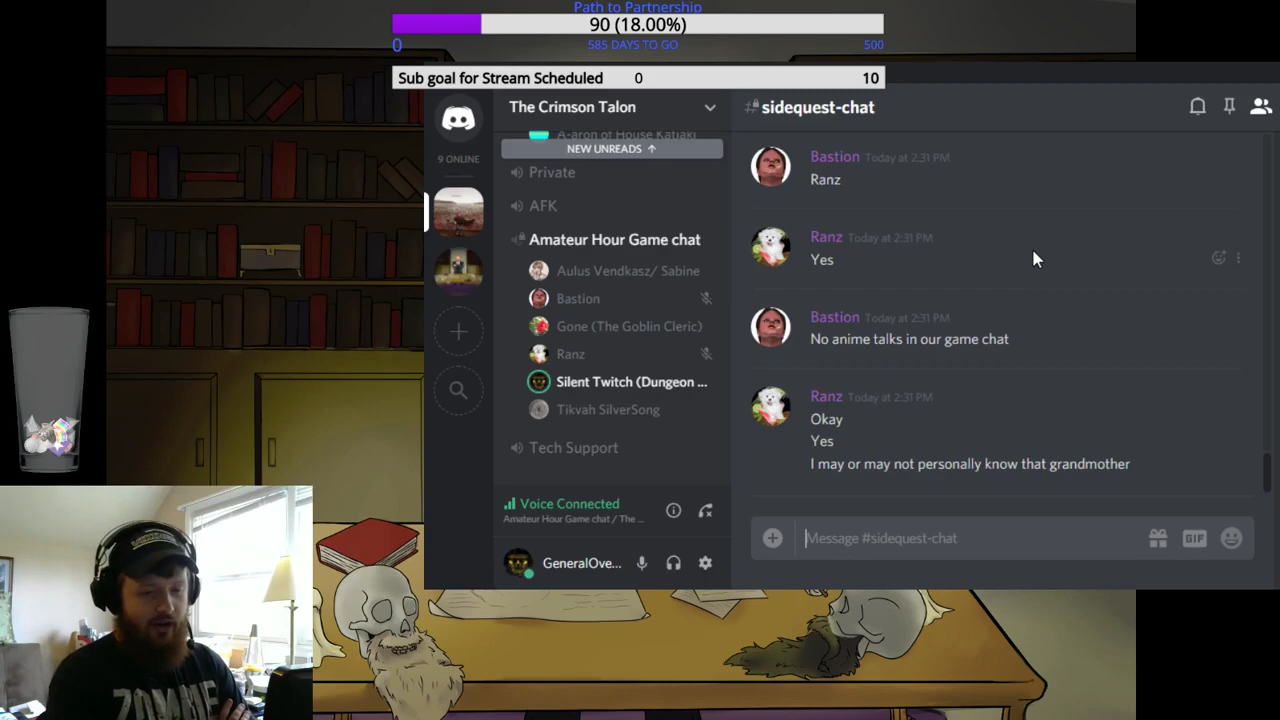 Path to Partnership
90 (18.00%)
0
585 DAYS TO GO
500
Sub goal for Stream Scheduled
0
10
The Crimson Talon
9 ONLINE
A-aron of House Katiaki
NEW UNREADS ↑
Private
AFK
Amateur Hour Game chat
Aulus Vendkasz/ Sabine
Bastion
Gone (The Goblin Cleric)
Ranz
Silent Twitch (Dungeon ...
Tikvah SilverSong
Tech Support
Voice Connected
Amateur Hour Game chat / The ...
GeneralOve...
#sidequest-chat
Bastion Today at 2:31 PM
Ranz
Ranz Today at 2:31 PM
Yes
Bastion Today at 2:31 PM
No anime talks in our game chat
Ranz Today at 2:31 PM
Okay
Yes
I may or may not personally know that grandmother
Message #sidequest-chat
GIF
ZOMBIE